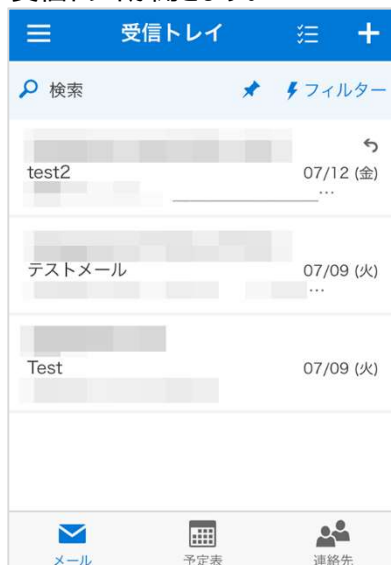 受信トレイ
検索
フィルター
test2
07/12 (金)
...
テストメール
07/09 (火)
...
Test
07/09 (火)
メール
予定表
連絡先